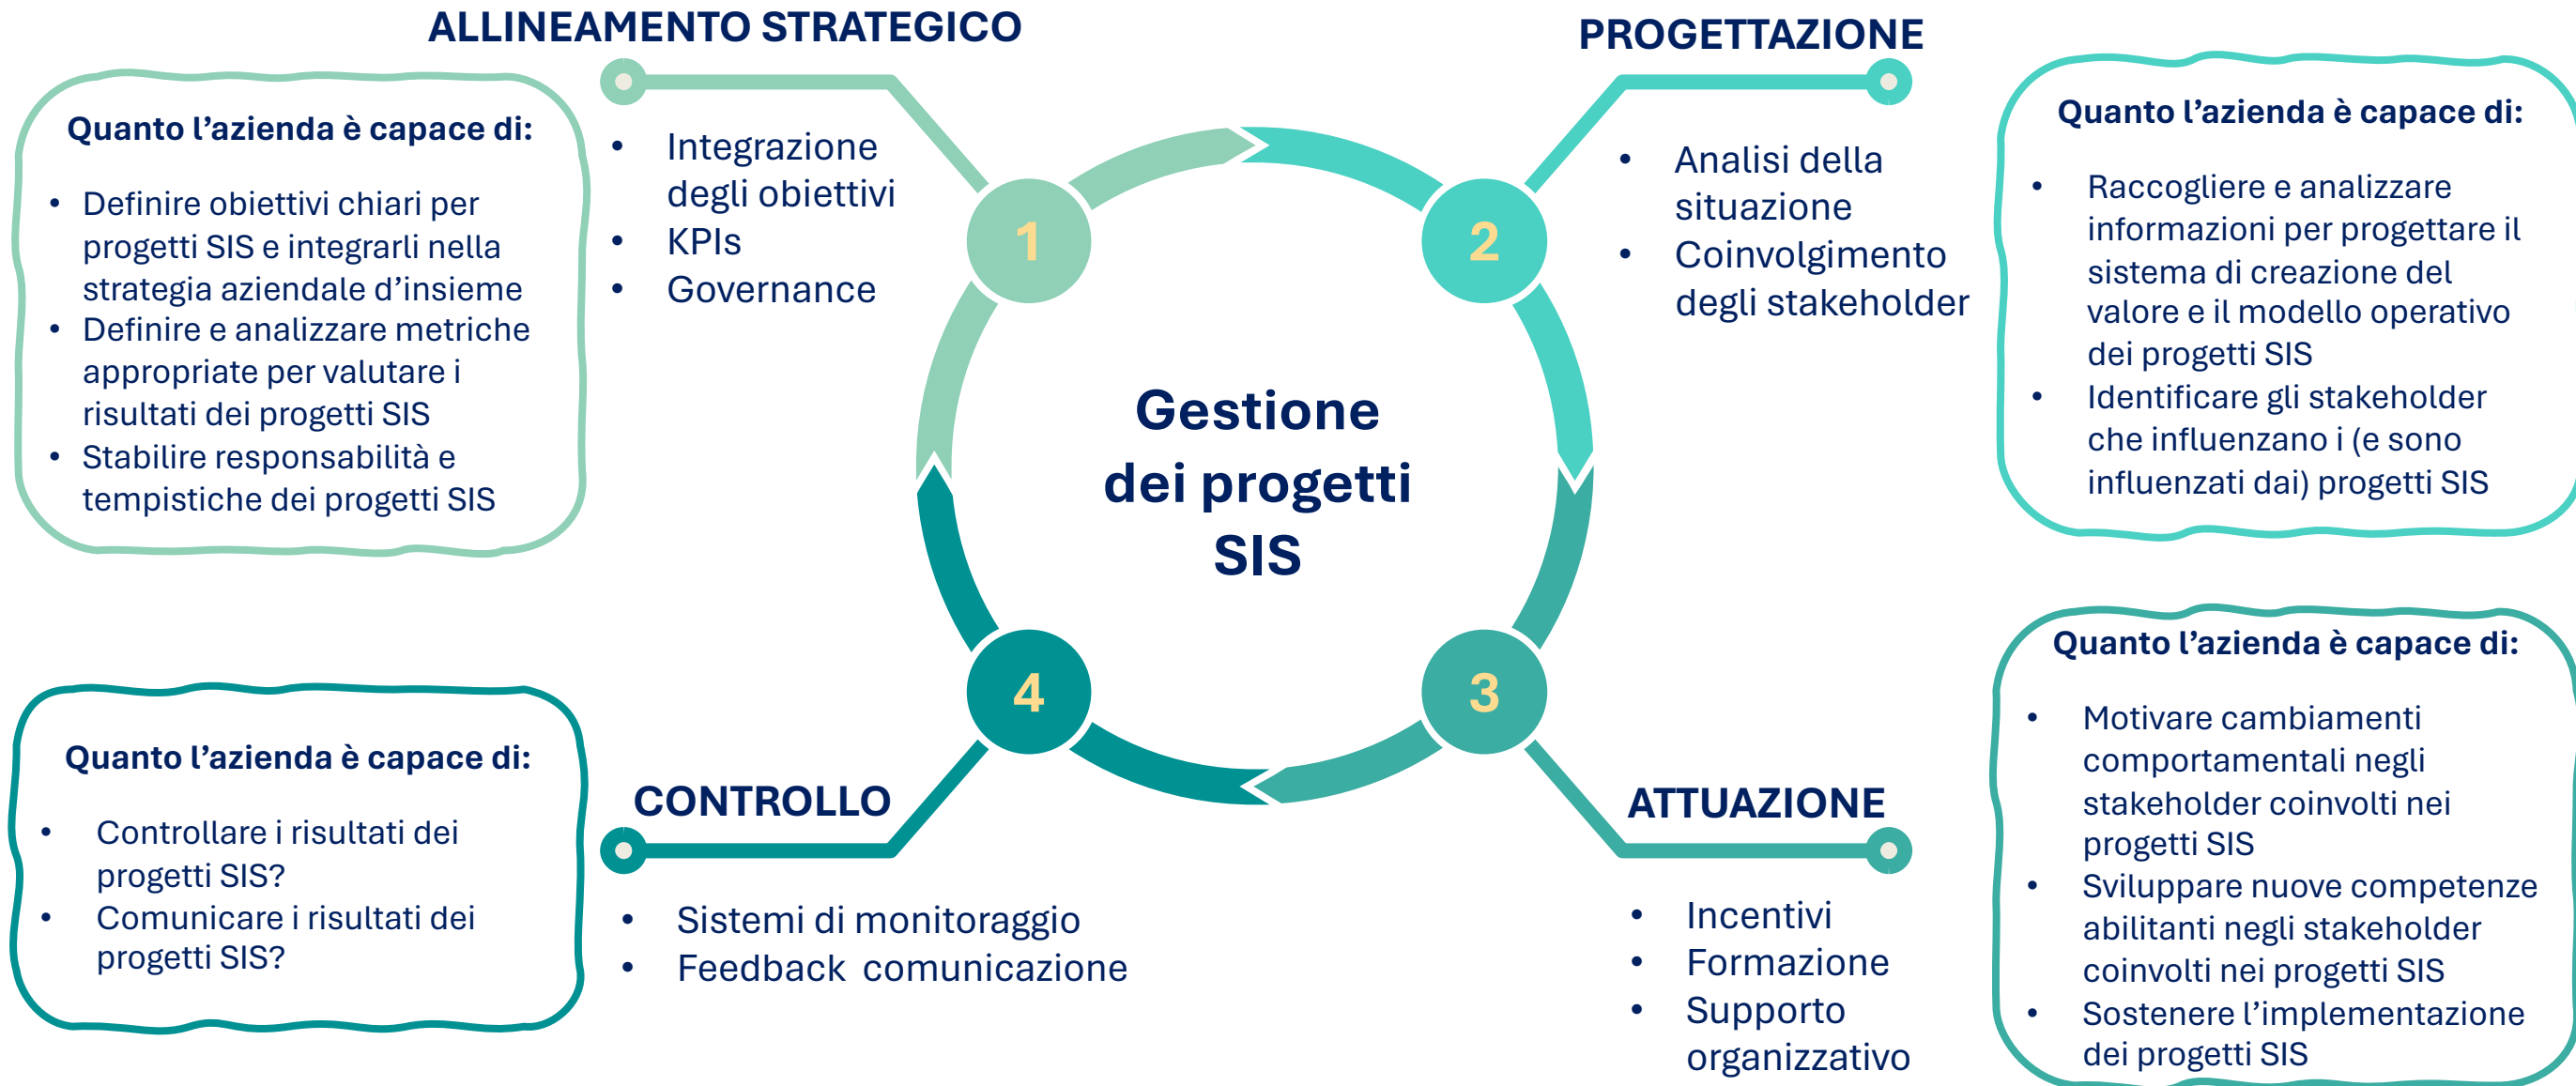 ALLINEAMENTO STRATEGICO
Quanto l’azienda è capace di:
• Definire obiettivi chiari per
progetti SIS e integrarli nella
strategia aziendale d’insieme
• Definire e analizzare metriche
appropriate per valutare i
risultati dei progetti SIS
• Stabilire responsabilità e
tempistiche dei progetti SIS
• Integrazione
degli obiettivi
• KPIs
• Governance
1
PROGETTAZIONE
2
• Analisi della
situazione
• Coinvolgimento
degli stakeholder
Quanto l’azienda è capace di:
• Raccogliere e analizzare
informazioni per progettare il
sistema di creazione del
valore e il modello operativo
dei progetti SIS
• Identificare gli stakeholder
che influenzano i (e sono
influenzati dai) progetti SIS
Gestione
dei progetti
SIS
4
3
Quanto l’azienda è capace di:
• Controllare i risultati dei
progetti SIS?
• Comunicare i risultati dei
progetti SIS?
CONTROLLO
• Sistemi di monitoraggio
• Feedback comunicazione
ATTUAZIONE
• Incentivi
• Formazione
• Supporto
organizzativo
Quanto l’azienda è capace di:
• Motivare cambiamenti
comportamentali negli
stakeholder coinvolti nei
progetti SIS
• Sviluppare nuove competenze
abilitanti negli stakeholder
coinvolti nei progetti SIS
• Sostenere l’implementazione
dei progetti SIS